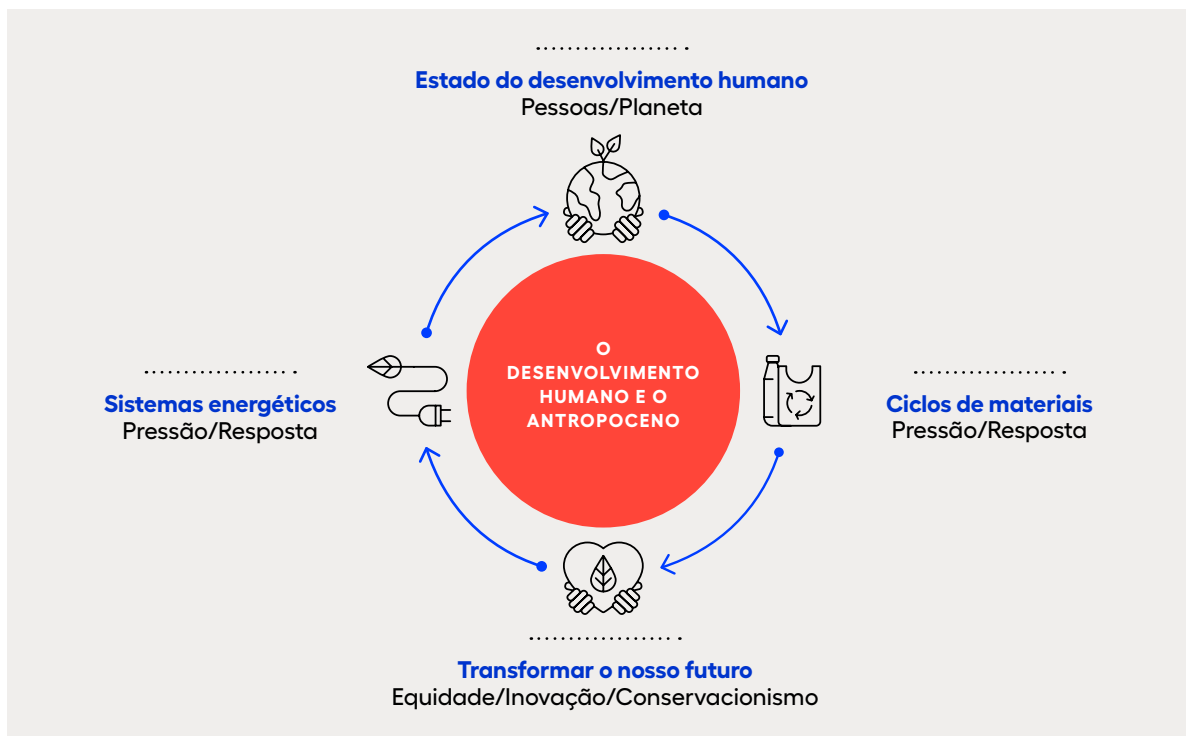 Estado do desenvolvimento humano
Pessoas/Planeta
O
DESENVOLVIMENTO
HUMANO E O
ANTROPOCENO
Sistemas energéticos
Pressão/Resposta
Ciclos de materiais
Pressão/Resposta
Transformar o nosso futuro
Equidade/Inovação/Conservacionismo